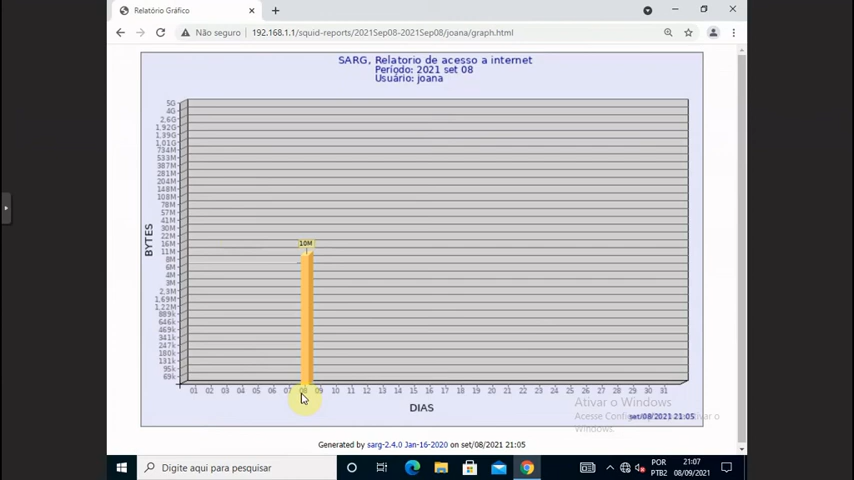 Relatório Gráfico
Não seguro
192.168.1.1/squid-reports/2021Sep08-2021Sep08/joana/graph.html
SARG, Relatorio de acesso a internet
Período: 2021 set 08
Usuário: joana
5G
4G
2,6G
1,92G
1,39G
1,01G
734M
533M
387M
281M
204M
148M
108M
78M
57M
41M
30M
22M
16M
11M
8M
6M
4M
3M
2,3M
1,69M
1,22M
889k
646k
469k
341k
247k
180k
131k
95k
69k
BYTES
10M
01 02 03 04 05 06 07 08 09 10 11 12 13 14 15 16 17 18 19 20 21 22 23 24 25 26 27 28 29 30 31
DIAS
Ativar o Windows
Acesse
set/08/2021 21:05
Windows.
Generated by sarg-2.4.0 Jan-16-2020 on set/08/2021 21:05
Digite aqui para pesquisar
POR
PTB2
21:07
08/09/2021